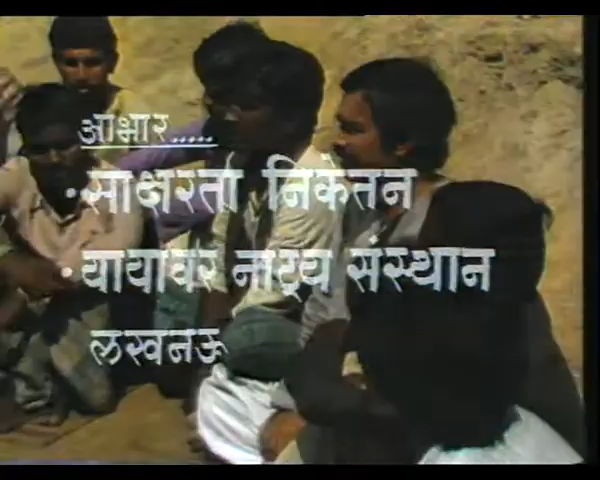 आभार.....
• साक्षरता निकेतन
• यायावर नाट्य संस्थान
लखनऊ